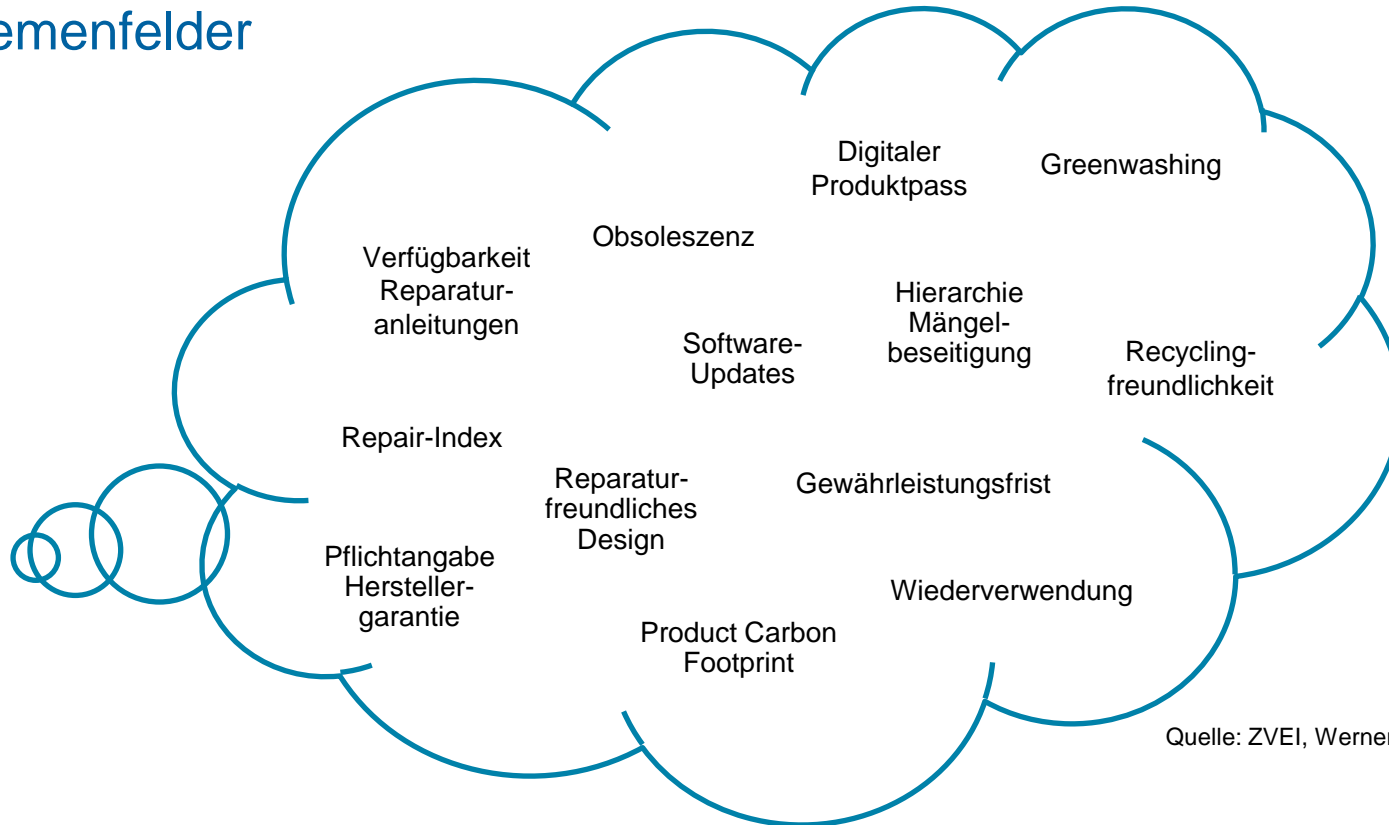 emenfelder
Digitaler
Produktpass
Greenwashing
Obsoleszenz
Verfügbarkeit
Reparatur-
anleitungen
Hierarchie
Mängel-
beseitigung
Software-
Updates
Recycling-
freundlichkeit
Repair-Index
Reparatur-
freundliches
Design
Gewährleistungsfrist
Pflichtangabe
Hersteller-
garantie
Wiederverwendung
Product Carbon
Footprint
Quelle: ZVEI, Werner